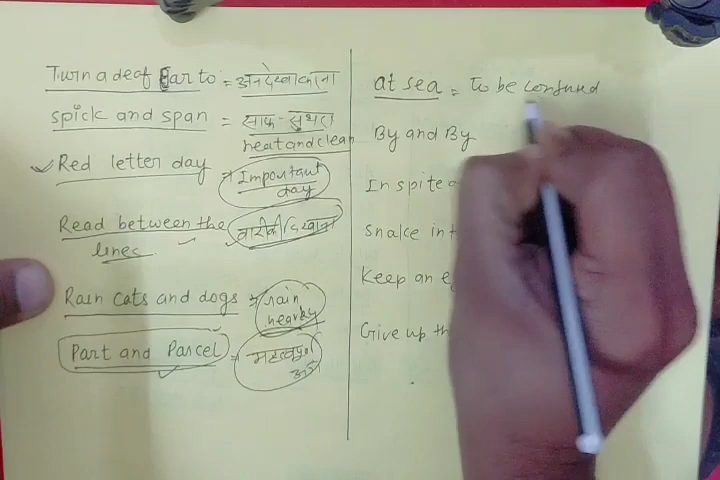 Turn a deaf Ear to = अनदेखा करना
spick and span = साफ-सुथरा
neat and clean
Red letter day = Important day
Read between the lines बारीकी
Rain cats and dogs = rain heavly
Part and Parcel = महत्वपूर्ण अंग
at sea = to be confused
By and By
In spite
snake in
Keep an
Give up th